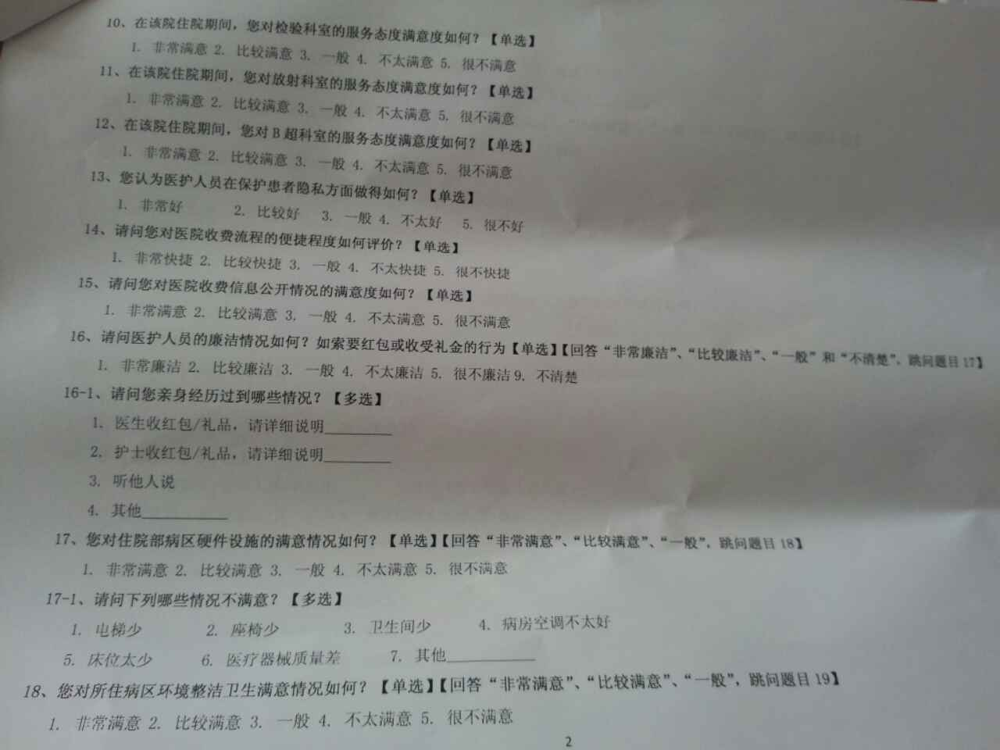 10、在该院住院期间，您对检验科室的服务态度满意度如何？【单选】
1. 非常满意 2. 比较满意 3. 一般 4. 不太满意 5. 很不满意
11、在该院住院期间，您对放射科室的服务态度满意度如何？【单选】
1. 非常满意 2. 比较满意 3. 一般 4. 不太满意 5. 很不满意
12、在该院住院期间，您对 B 超科室的服务态度满意度如何？【单选】
1. 非常满意 2. 比较满意 3. 一般 4. 不太满意 5. 很不满意
13、您认为医护人员在保护患者隐私方面做得如何？【单选】
1. 非常好 2. 比较好 3. 一般 4. 不太好 5. 很不好
14、请问您对医院收费流程的便捷程度如何评价？【单选】
1. 非常快捷 2. 比较快捷 3. 一般 4. 不太快捷 5. 很不快捷
15、请问您对医院收费信息公开情况的满意度如何？【单选】
1. 非常满意 2. 比较满意 3. 一般 4. 不太满意 5. 很不满意
16、请问医护人员的廉洁情况如何？如索要红包或收受礼金的行为【单选】【回答“非常廉洁”、“比较廉洁”、“一般”和“不清楚”，跳问题目17】
1. 非常廉洁 2. 比较廉洁 3. 一般 4. 不太廉洁 5. 很不廉洁9. 不清楚
16-1、请问您亲身经历过到哪些情况？【多选】
1. 医生收红包/礼品，请详细说明________
2. 护士收红包/礼品，请详细说明________
3. 听他人说
4. 其他__________
17、您对住院部病区硬件设施的满意情况如何？【单选】【回答“非常满意”、“比较满意”、“一般”，跳问题目18】
1. 非常满意 2. 比较满意 3. 一般 4. 不太满意 5. 很不满意
17-1、请问下列哪些情况不满意？【多选】
1. 电梯少 2. 座椅少 3. 卫生间少 4. 病房空调不太好
5. 床位太少 6. 医疗器械质量差 7. 其他__________
18、您对所住病区环境整洁卫生满意情况如何？【单选】【回答“非常满意”、“比较满意”、“一般”，跳问题目19】
1. 非常满意 2. 比较满意 3. 一般 4. 不太满意 5. 很不满意
2